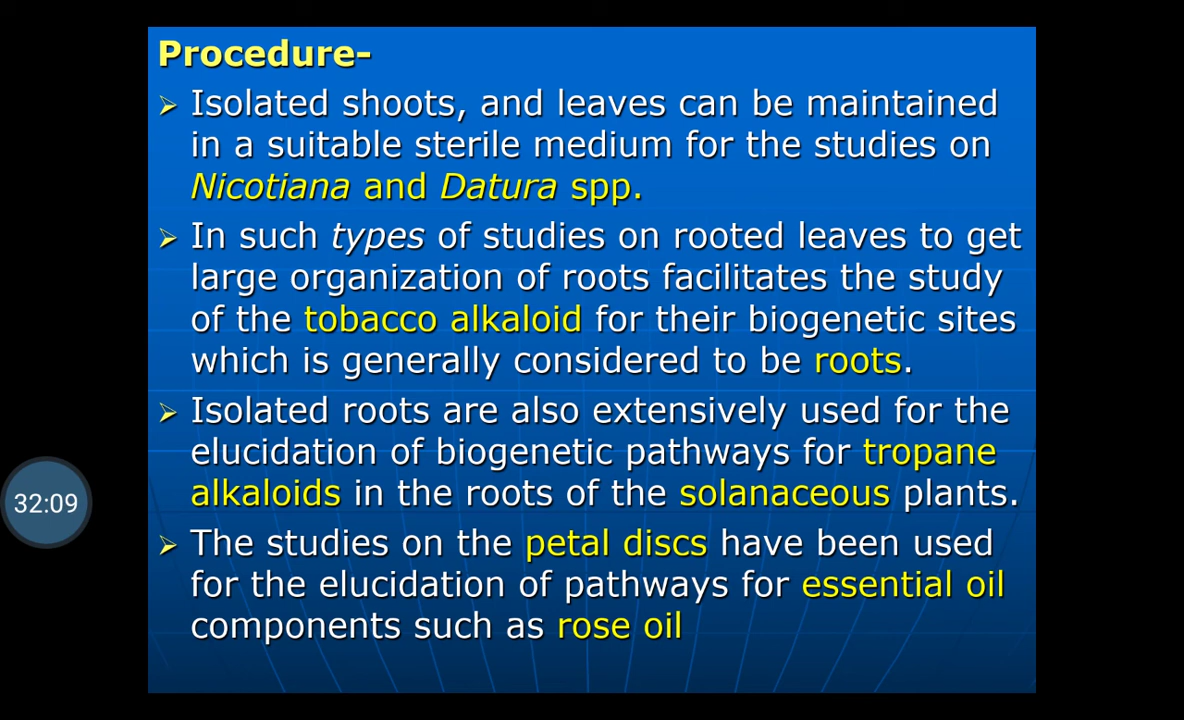 Procedure-
Isolated shoots, and leaves can be maintained
in a suitable sterile medium for the studies on
Nicotiana and Datura spp.
In such types of studies on rooted leaves to get
large organization of roots facilitates the study
of the tobacco alkaloid for their biogenetic sites
which is generally considered to be roots.
Isolated roots are also extensively used for the
elucidation of biogenetic pathways for tropane
alkaloids in the roots of the solanaceous plants.
The studies on the petal discs have been used
for the elucidation of pathways for essential oil
components such as rose oil
32:09